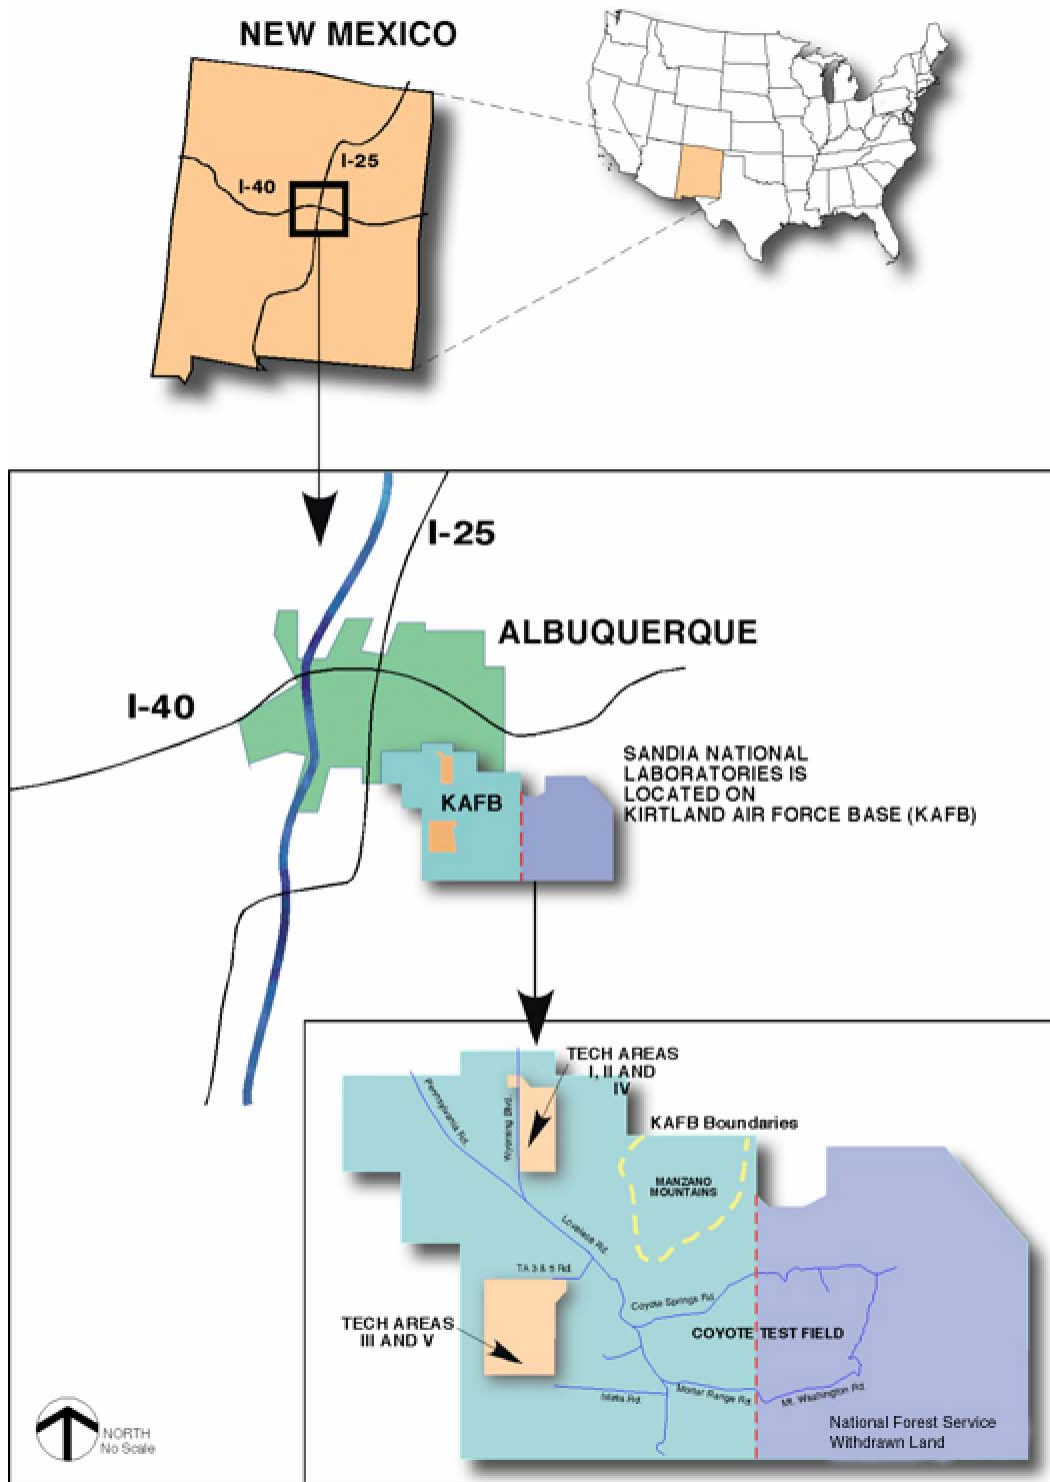 NEW MEXICO
I-25
I-40
I-25
ALBUQUERQUE
I-40
SANDIA NATIONAL
LABORATORIES IS
LOCATED ON
KIRTLAND AIR FORCE BASE (KAFB)
KAFB
TECH AREAS
I, II AND
IV
Pennsylvania Rd.
Wyoming Blvd.
KAFB Boundaries
MANZANO
MOUNTAINS
Lovelace Rd.
TA 3 & 5 Rd.
Coyote Springs Rd.
TECH AREAS
III AND V
COYOTE TEST FIELD
Isleta Rd.
Mortar Range Rd.
Mt. Washington Rd.
National Forest Service
Withdrawn Land
NORTH
No Scale